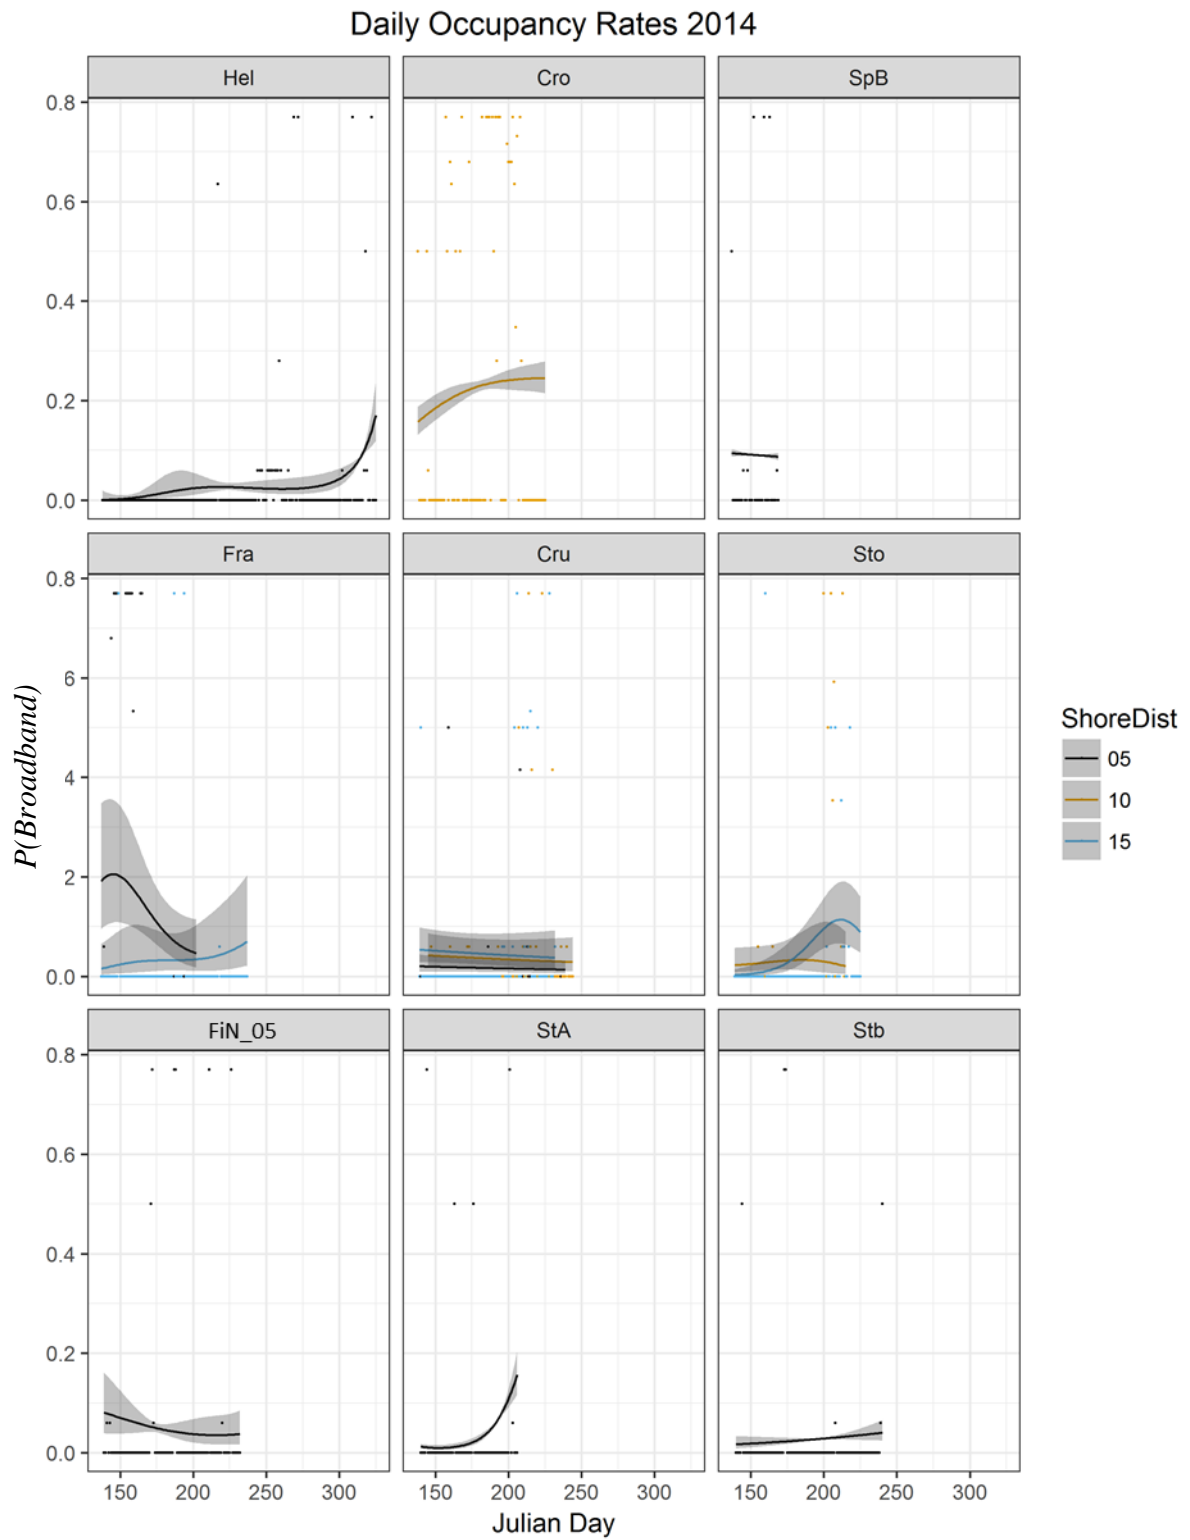 Daily Occupancy Rates 2014
Hel Cro SpB
0.8
0.6
0.4
0.2
0.0
Fra Cru Sto
0.8
6
4
2
0.0
P(Broadband)
ShoreDist
05
10
15
FiN_05 StA Stb
0.8
0.6
0.4
0.2
0.0
150 200 250 300 150 200 250 300 150 200 250 300
Julian Day